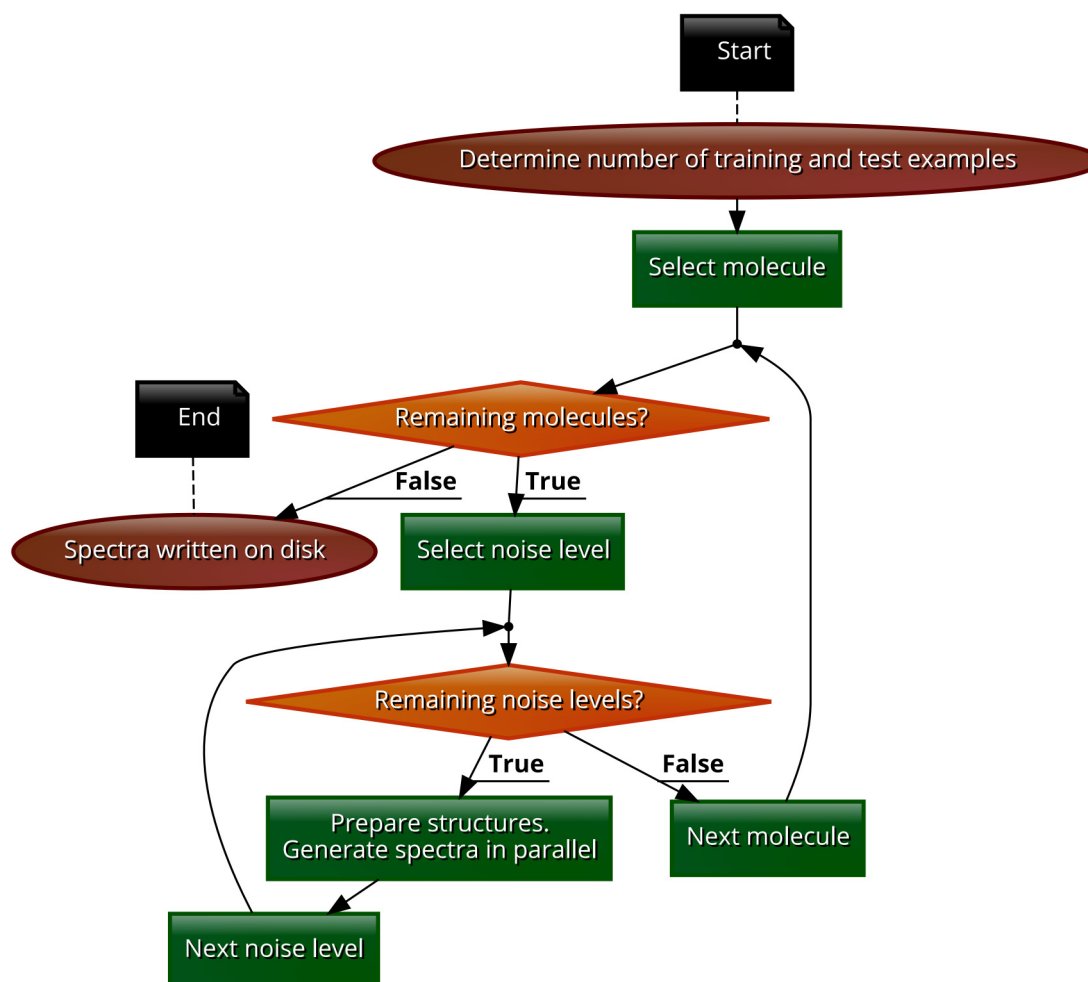 Start
Determine number of training and test examples
Select molecule
End
Remaining molecules?
False
True
Spectra written on disk
Select noise level
Remaining noise levels?
True
False
Prepare structures.
Generate spectra in parallel
Next molecule
Next noise level